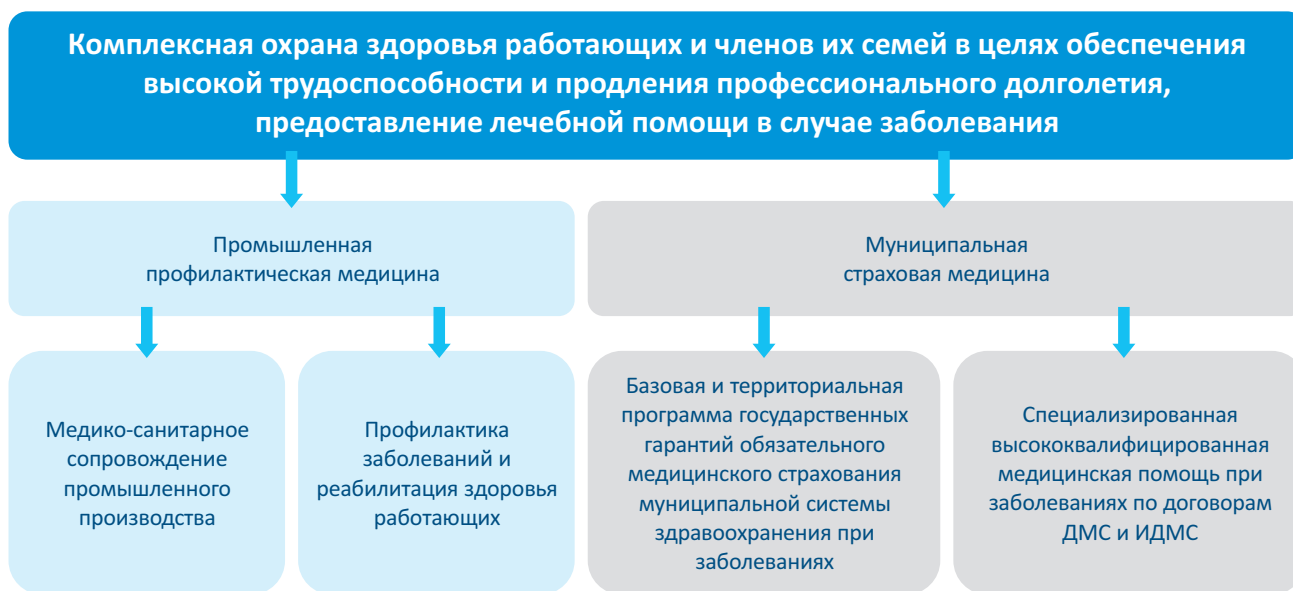 Комплексная охрана здоровья работающих и членов их семей в целях обеспечения
высокой трудоспособности и продления профессионального долголетия,
предоставление лечебной помощи в случае заболевания
Промышленная
профилактическая медицина
Муниципальная
страховая медицина
Медико-санитарное
сопровождение
промышленного
производства
Профилактика
заболеваний и
реабилитация здоровья
работающих
Базовая и территориальная
программа государственных
гарантий обязательного
медицинского страхования
муниципальной системы
здравоохранения при
заболеваниях
Специализированная
высококвалифицированная
медицинская помощь при
заболеваниях по договорам
ДМС и ИДМС